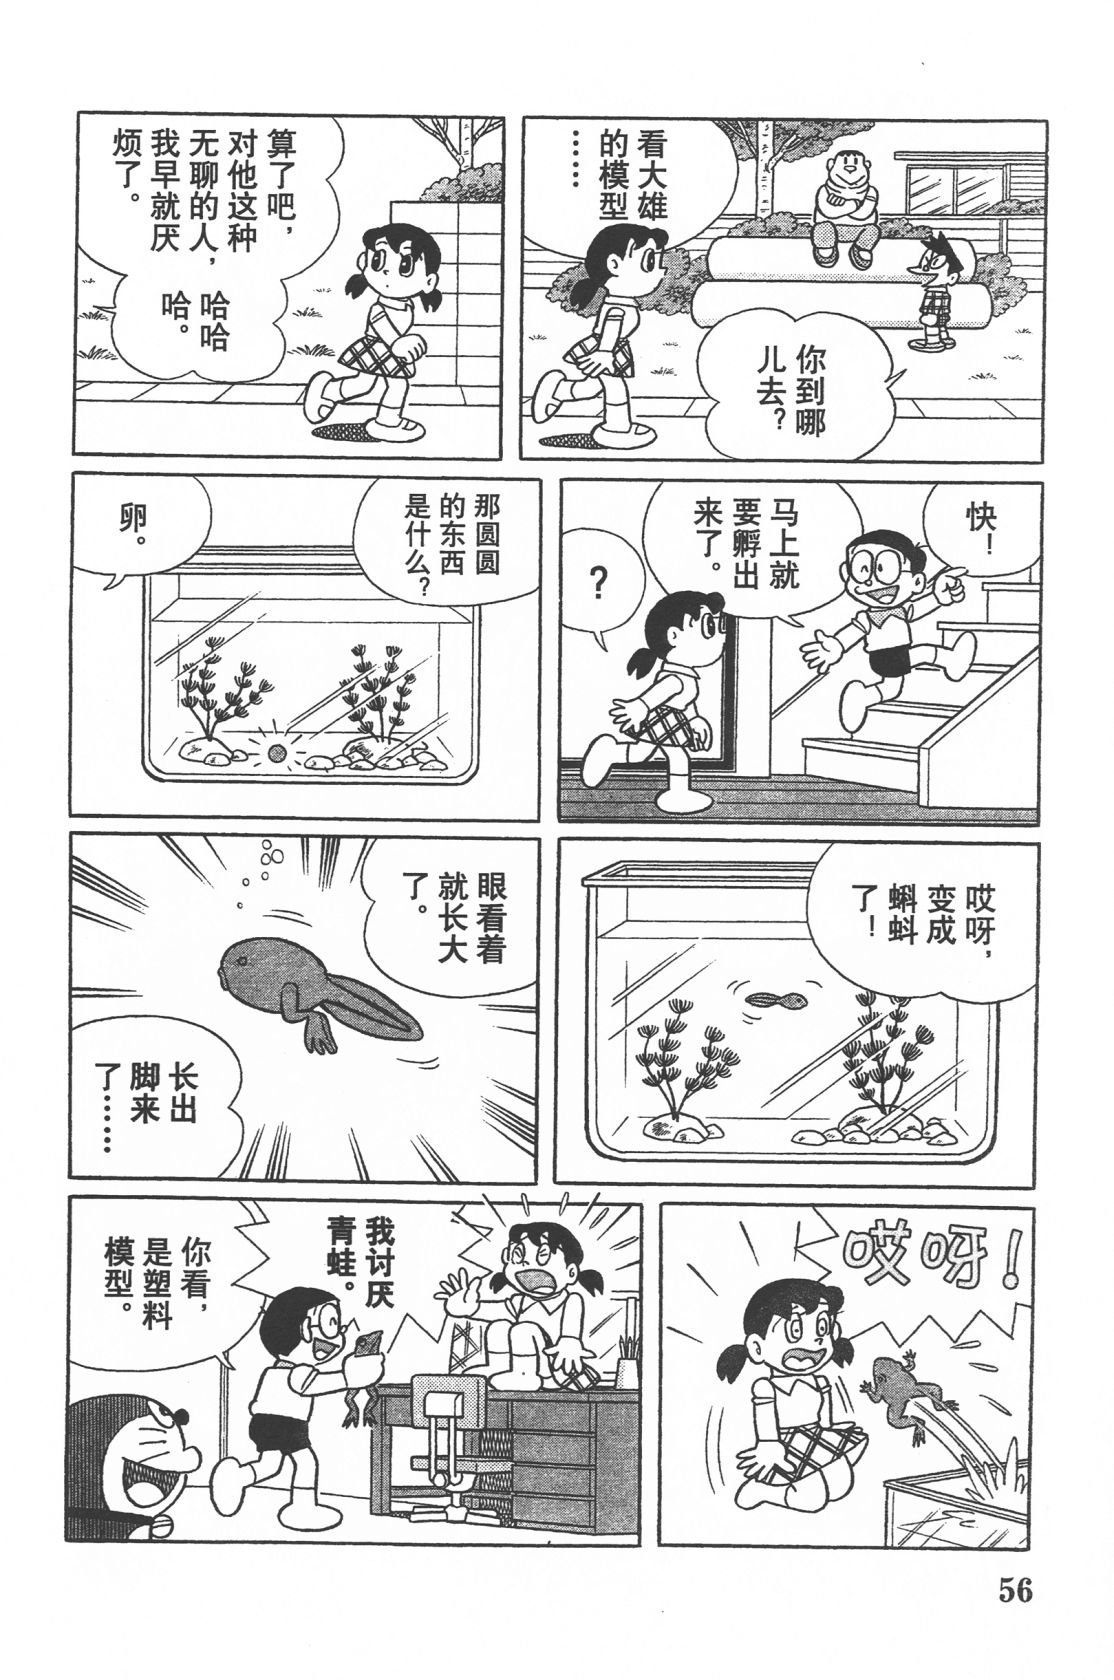 你到哪
儿去？
看大雄
的模型
……
算了吧，
对他这种
无聊的人，
我早就厌
烦了。
哈哈
哈。
快！
马上就
要孵出
来了。
？
那圆圆
的东西
是什么？
卵。
哎呀，
变成
蝌蚪
了！
眼看着
就长大
了。
长出
脚来
了……
哎呀！
我讨厌
青蛙。
你看，
是塑料
模型。
56